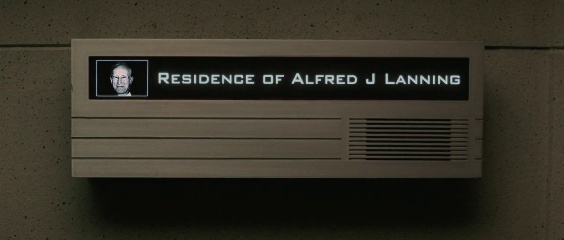 Residence of Alfred J Lanning